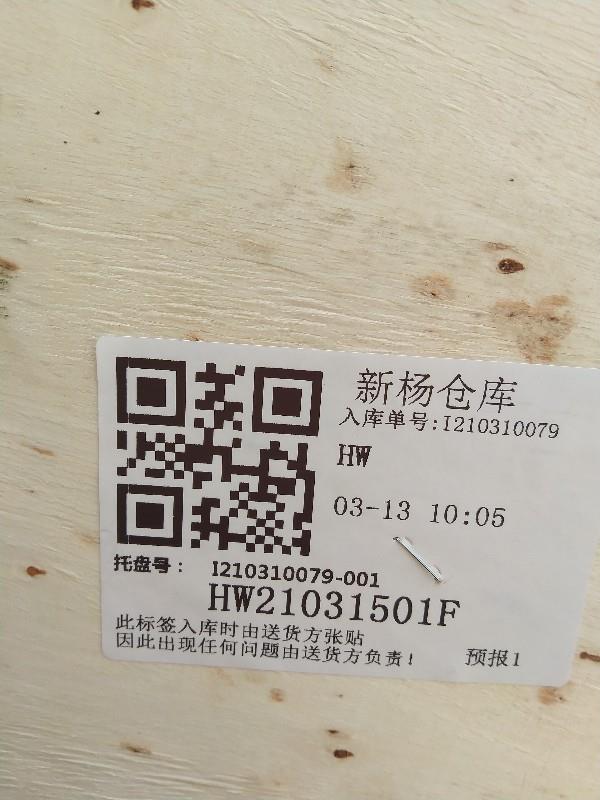 新杨仓库
入库单号:I210310079
HW
03-13 10:05
托盘号： I210310079-001
HW21031501F
此标签入库时由送货方张贴
因此出现任何问题由送货方负责! 预报1